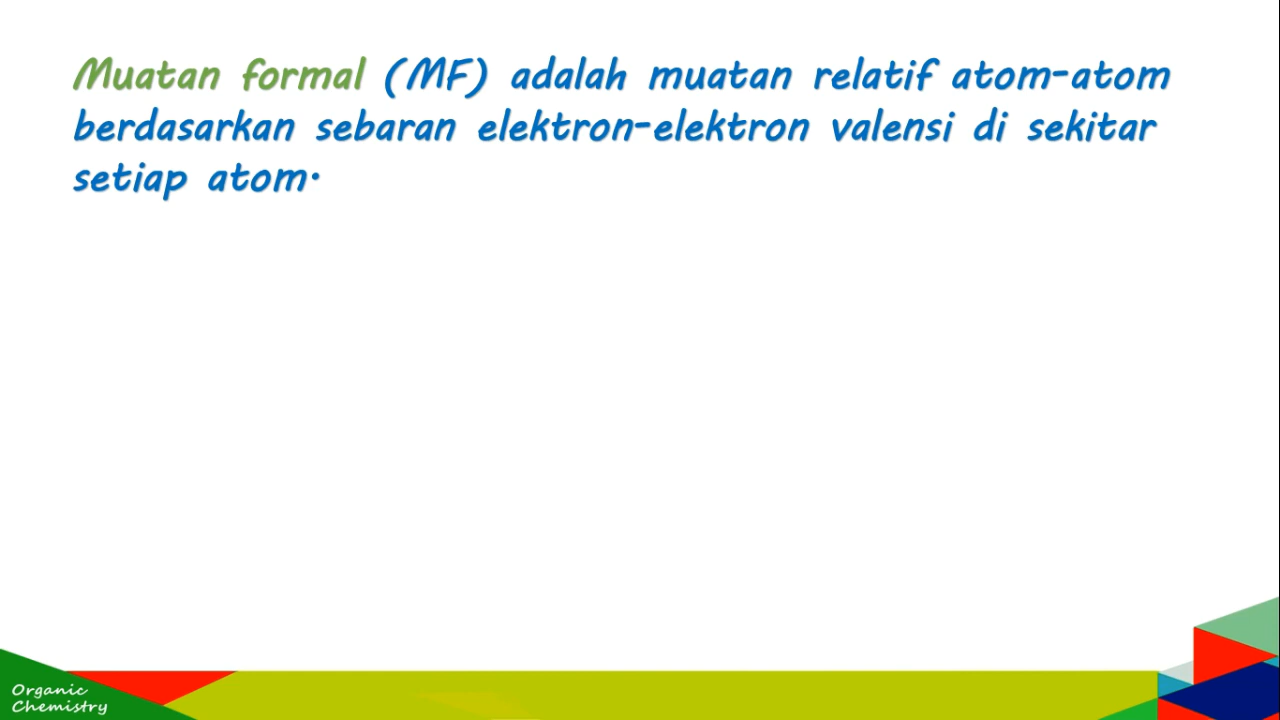 Muatan formal (MF) adalah muatan relatif atom-atom
berdasarkan sebaran elektron-elektron valensi di sekitar
setiap atom.
Organic
Chemistry